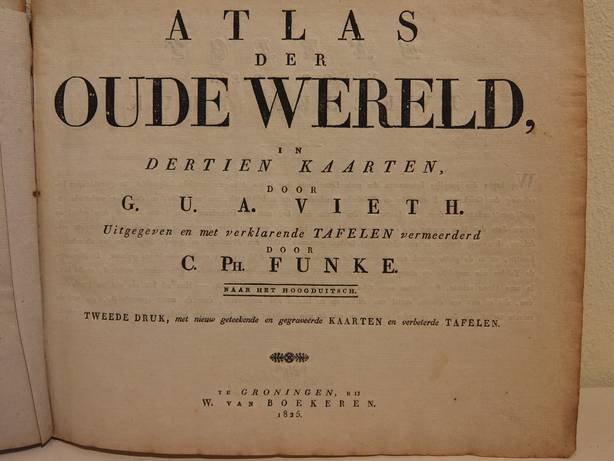 ATLAS
DER
OUDE WERELD,
IN
DERTIEN KAARTEN,
DOOR
G. U. A. VIETH.
Uitgegeven en met verklarende TAFELEN vermeerderd
DOOR
C. PH. FUNKE.
NAAR HET HOOGDUITSCH.
TWEEDE DRUK, met nieuw geteekende en gegraveerde KAARTEN en verbeterde TAFELEN.
TE GRONINGEN, BIJ
W. VAN BOEKEREN.
1825.